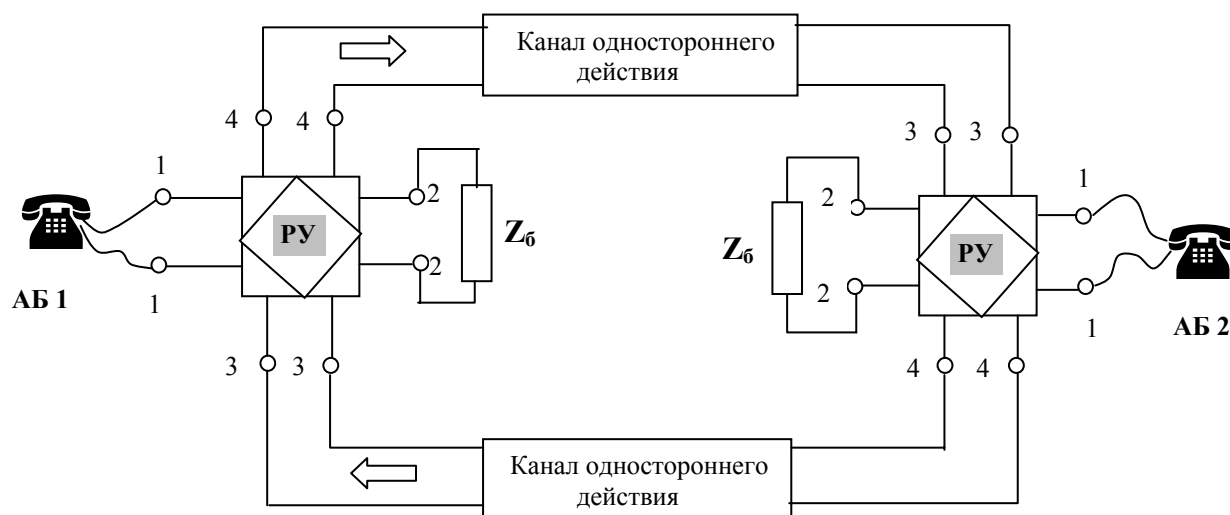 Канал одностороннего
действия
4 4
3 3
1
2
1
2
РУ
Zб
Zб
РУ
АБ 1
1
2
2
1
АБ 2
3 3
4 4
Канал одностороннего
действия